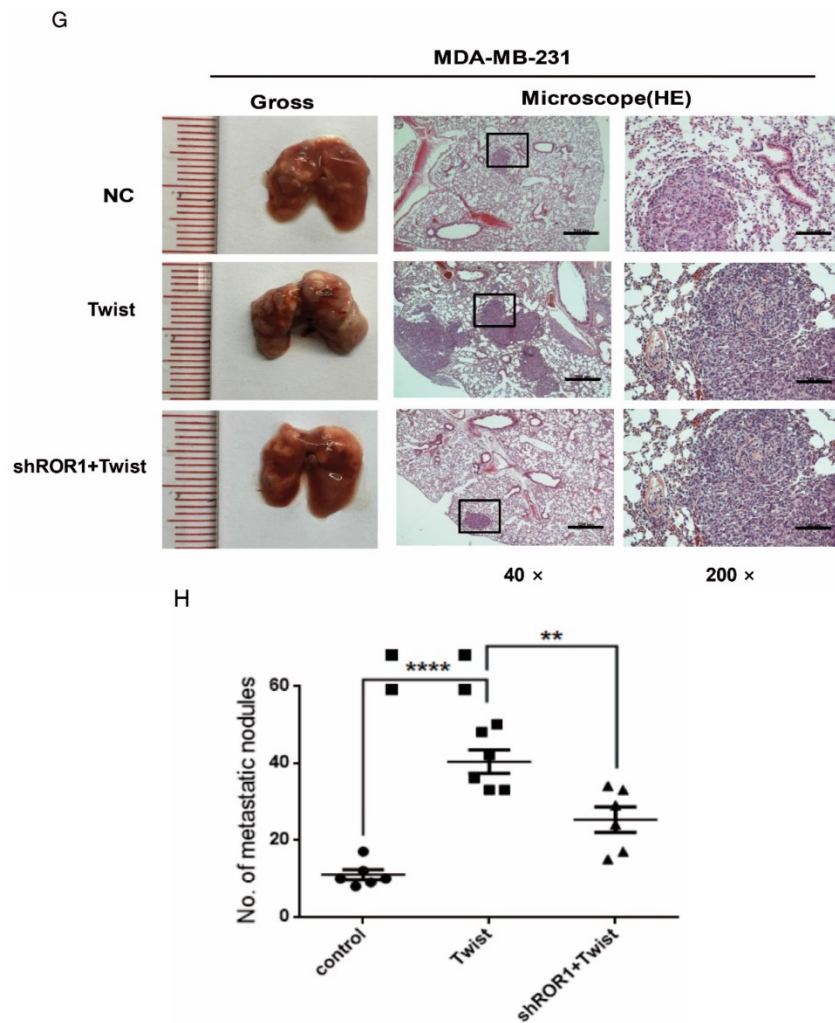 G
MDA-MB-231
Gross
Microscope(HE)
NC
Twist
shROR1+Twist
40 ×
200 ×
H
No. of metastatic nodules
60
40
20
0
****
**
control
Twist
shROR1+Twist